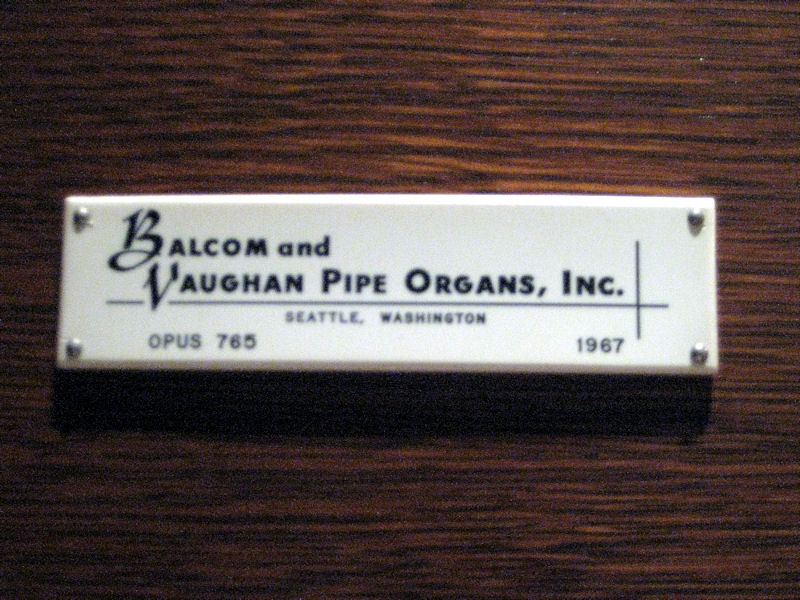 BALCOM and
VAUGHAN PIPE ORGANS, INC.
SEATTLE, WASHINGTON
OPUS 765 1967